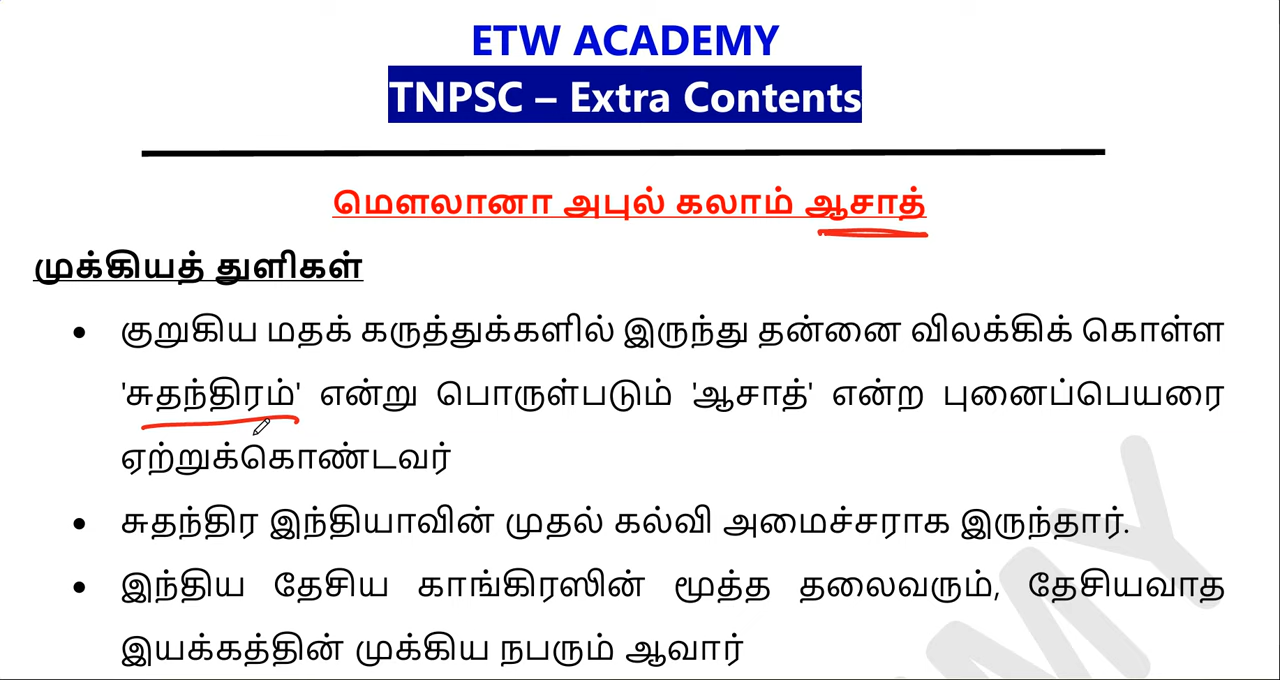 ETW ACADEMY
TNPSC – Extra Contents
மௌலானா அபுல் கலாம் ஆசாத்
முக்கியத் துளிகள்
• குறுகிய மதக் கருத்துக்களில் இருந்து தன்னை விலக்கிக் கொள்ள
'சுதந்திரம்' என்று பொருள்படும் 'ஆசாத்' என்ற புனைப்பெயரை
ஏற்றுக்கொண்டவர்
• சுதந்திர இந்தியாவின் முதல் கல்வி அமைச்சராக இருந்தார்.
• இந்திய தேசிய காங்கிரஸின் மூத்த தலைவரும், தேசியவாத
இயக்கத்தின் முக்கிய நபரும் ஆவார்